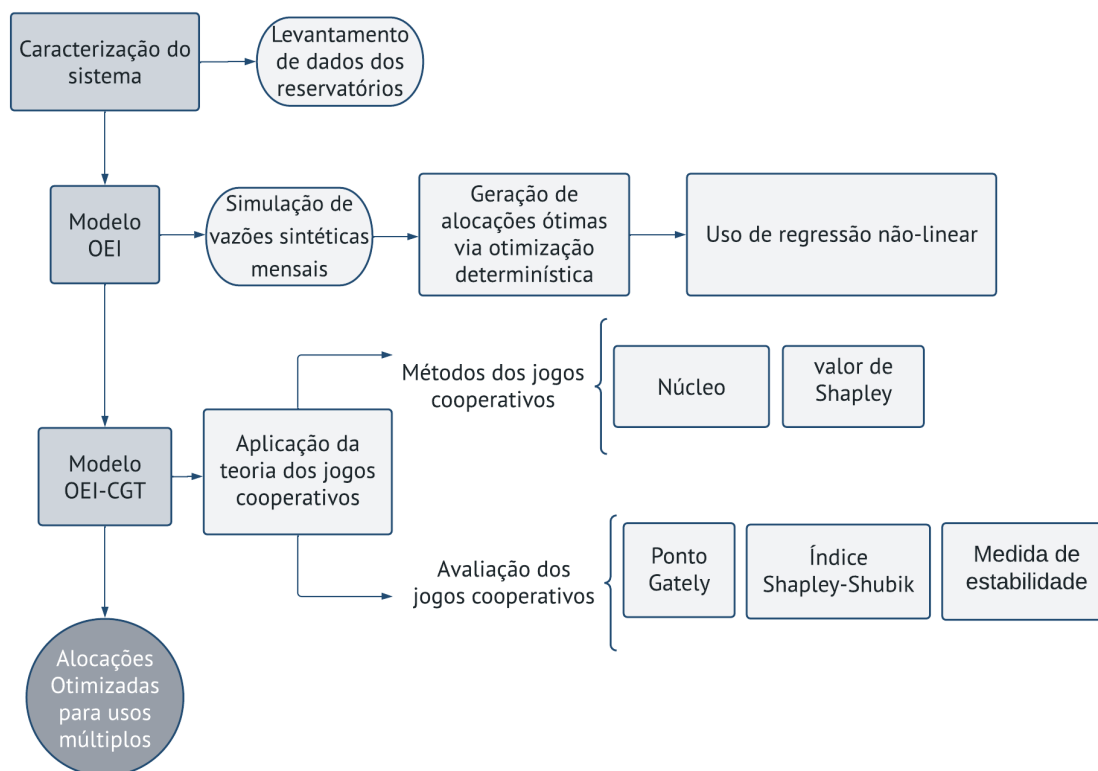 Caracterização do
sistema
Levantamento
de dados dos
reservatórios
Modelo
OEI
Simulação de
vazões sintéticas
mensais
Geração de
alocações ótimas
via otimização
determinística
Uso de regressão não-linear
Métodos dos jogos
cooperativos
Núcleo
valor de
Shapley
Modelo
OEI-CGT
Aplicação da
teoria dos jogos
cooperativos
Avaliação dos
jogos cooperativos
Ponto
Gately
Índice
Shapley-Shubik
Medida de
estabilidade
Alocações
Otimizadas
para usos
múltiplos